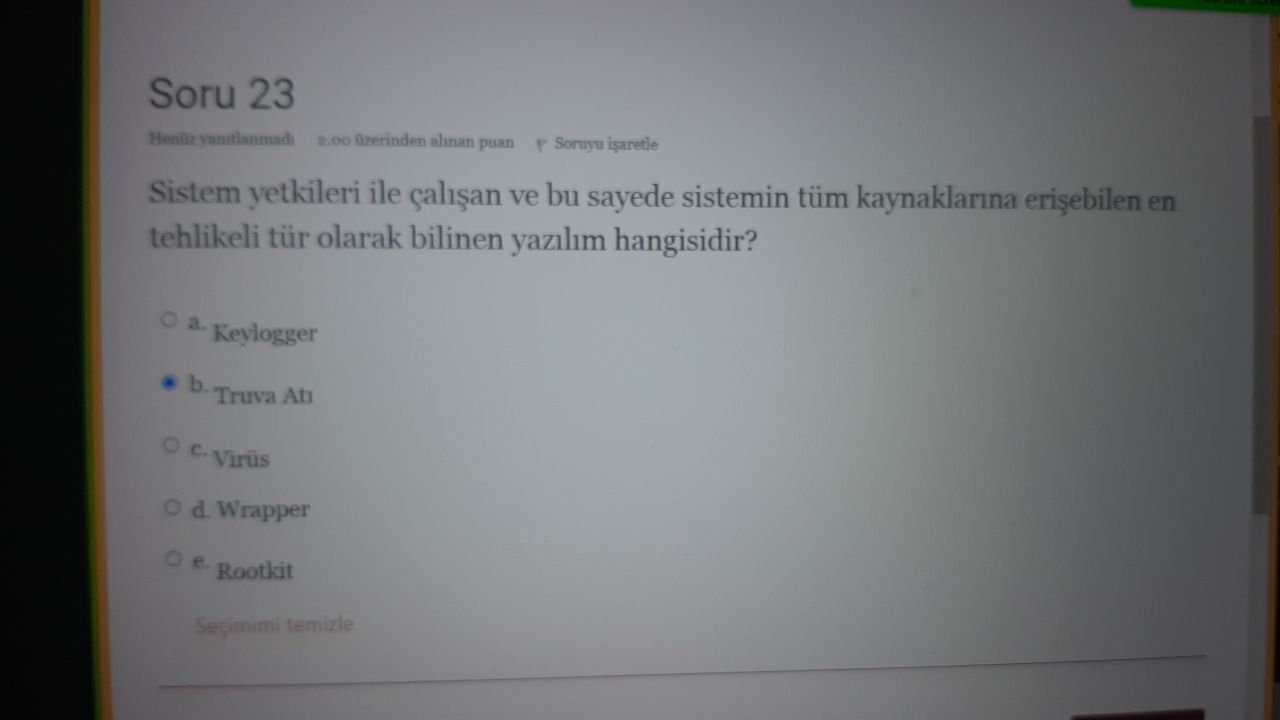 Soru 23
Henüz yanıtlanmadı 2.00 üzerinden alınan puan Soruyu işaretle
Sistem yetkileri ile çalışan ve bu sayede sistemin tüm kaynaklarına erişebilen en
tehlikeli tür olarak bilinen yazılım hangisidir?
a. Keylogger
b. Truva Atı
c. Virüs
d. Wrapper
e. Rootkit
Seçimimi temizle